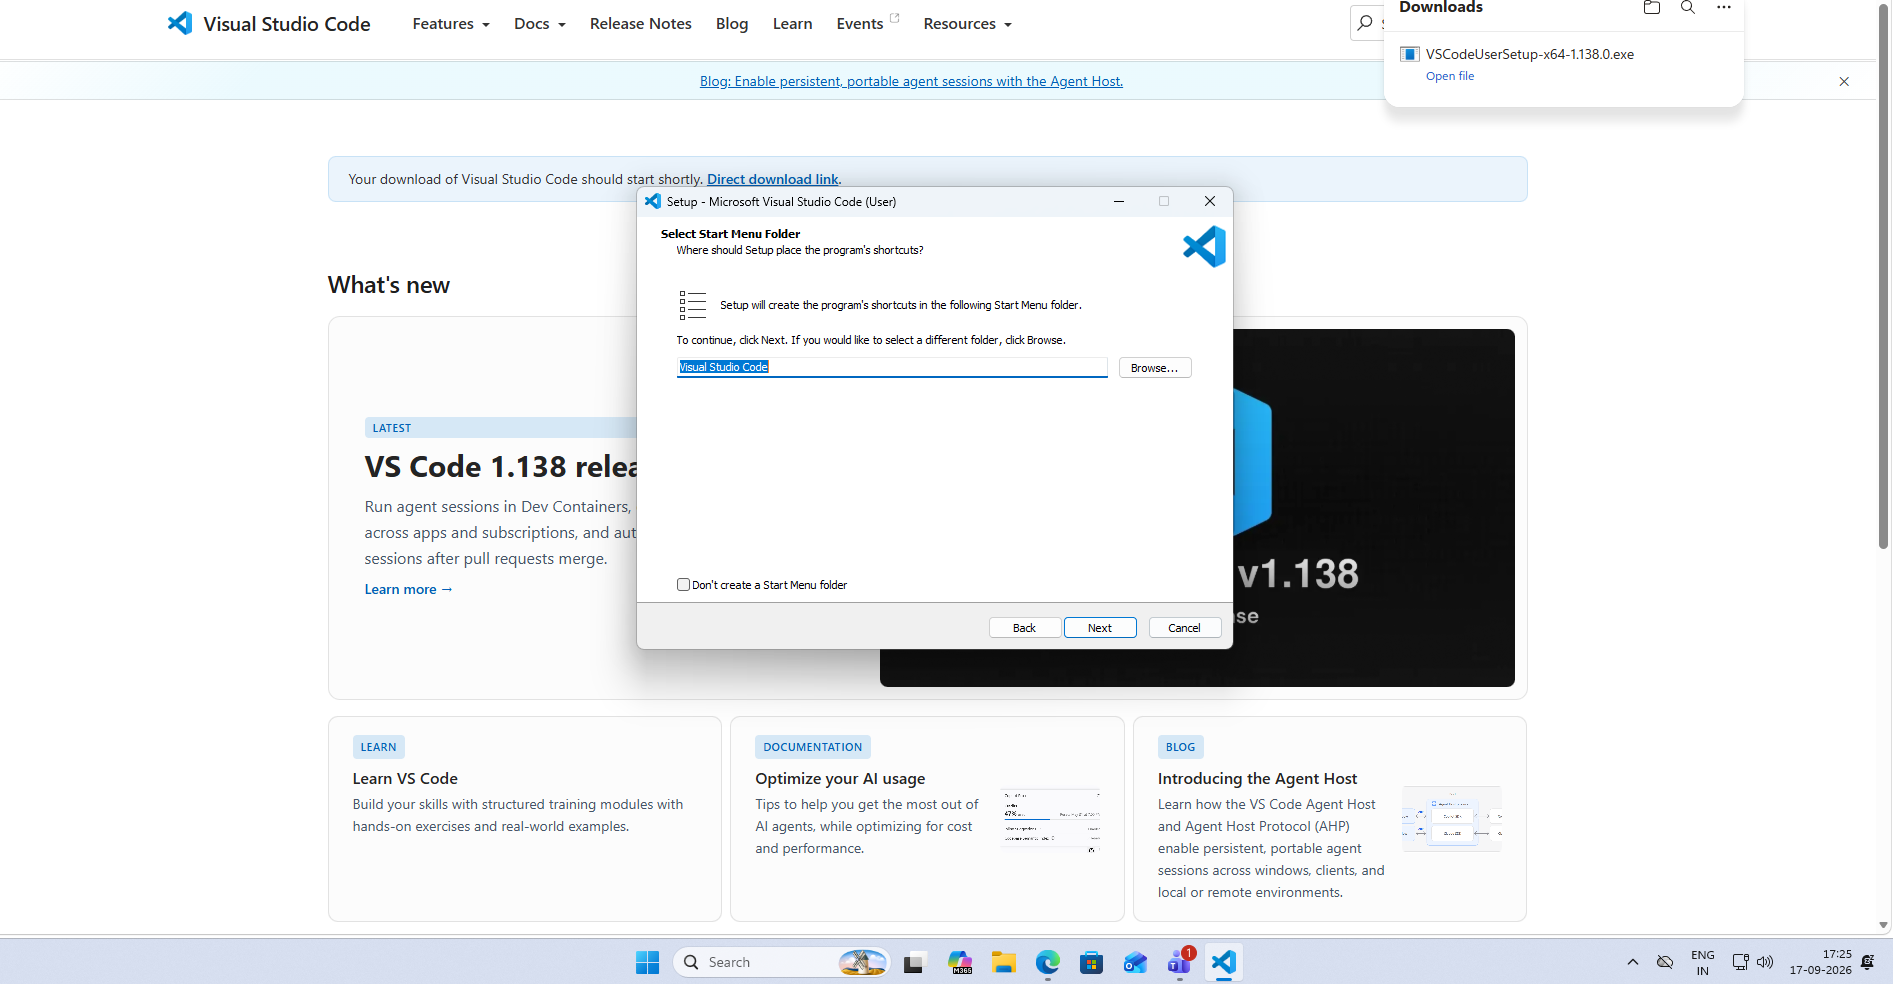 Visual Studio Code
Features
Docs
Release Notes
Blog
Learn
Events
Resources
Downloads
VSCodeUserSetup-x64-1.138.0.exe
Open file
Blog: Enable persistent, portable agent sessions with the Agent Host.
Your download of Visual Studio Code should start shortly. Direct download link.
Setup - Microsoft Visual Studio Code (User)
Select Start Menu Folder
Where should Setup place the program's shortcuts?
Setup will create the program's shortcuts in the following Start Menu folder.
To continue, click Next. If you would like to select a different folder, click Browse.
Visual Studio Code
Browse...
Don't create a Start Menu folder
Back
Next
Cancel
What's new
LATEST
VS Code 1.138
Run agent sessions in Dev Containers,
across apps and subscriptions, and
sessions after pull requests merge.
Learn more →
v1.138
LEARN
Learn VS Code
Build your skills with structured training modules with
hands-on exercises and real-world examples.
DOCUMENTATION
Optimize your AI usage
Tips to help you get the most out of
AI agents, while optimizing for cost
and performance.
47%
BLOG
Introducing the Agent Host
Learn how the VS Code Agent Host
and Agent Host Protocol (AHP)
enable persistent, portable agent
sessions across windows, clients, and
local or remote environments.
Search
M365
1
ENG
IN
17:25
17-09-2026